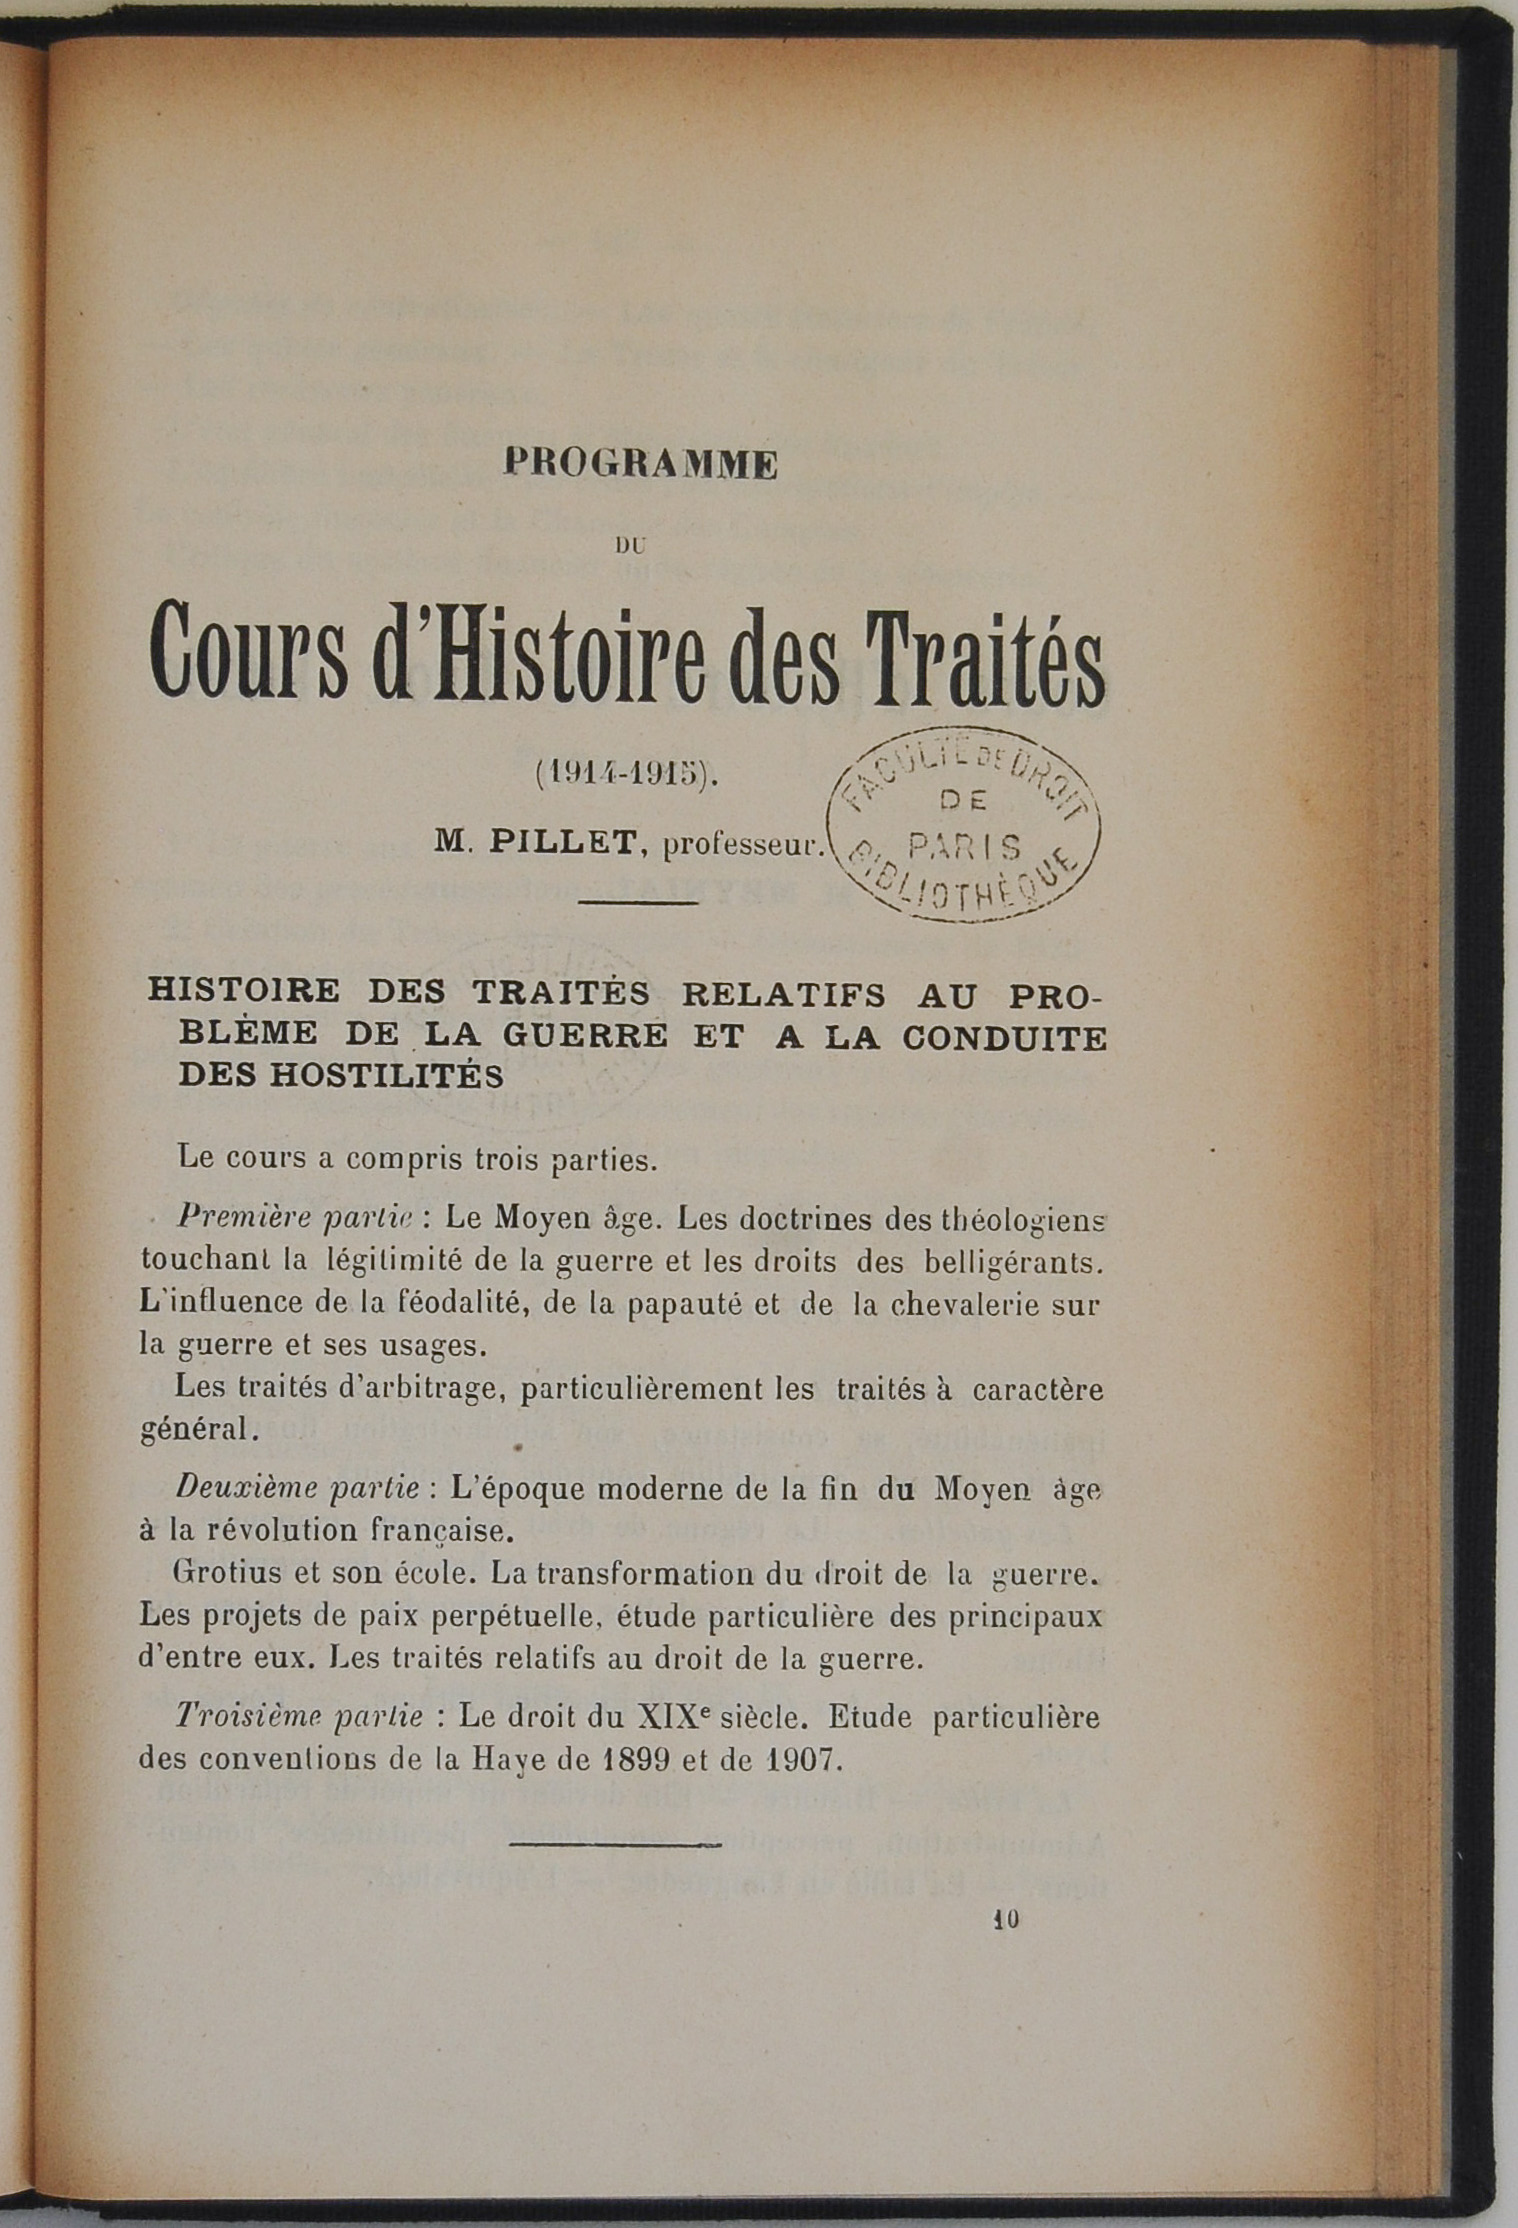 PROGRAMME
DU
Cours d'Histoire des Traités
(1914-1915).
M. PILLET, professeur.
FACULTÉ DE DROIT
DE
PARIS
BIBLIOTHÈQUE
HISTOIRE DES TRAITÉS RELATIFS AU PRO-
BLÈME DE LA GUERRE ET A LA CONDUITE
DES HOSTILITÉS
Le cours a compris trois parties.
Première partie : Le Moyen âge. Les doctrines des théologiens
touchant la légitimité de la guerre et les droits des belligérants.
L'influence de la féodalité, de la papauté et de la chevalerie sur
la guerre et ses usages.
Les traités d'arbitrage, particulièrement les traités à caractère
général.
Deuxième partie : L'époque moderne de la fin du Moyen âge
à la révolution française.
Grotius et son école. La transformation du droit de la guerre.
Les projets de paix perpétuelle, étude particulière des principaux
d'entre eux. Les traités relatifs au droit de la guerre.
Troisième partie : Le droit du XIXe siècle. Etude particulière
des conventions de la Haye de 1899 et de 1907.
10